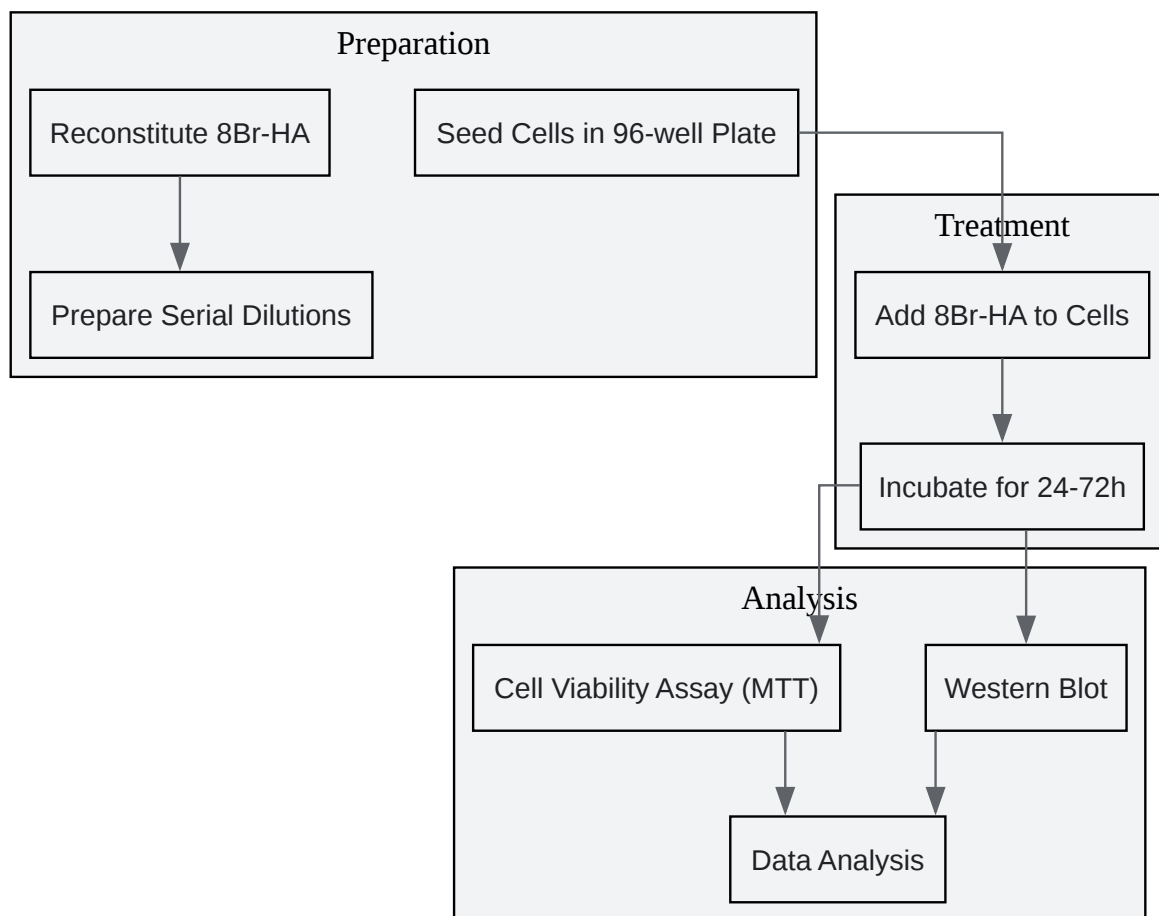 Preparation
Reconstitute 8Br-HA
Seed Cells in 96-well Plate
Prepare Serial Dilutions
Treatment
Add 8Br-HA to Cells
Incubate for 24-72h
Analysis
Cell Viability Assay (MTT)
Western Blot
Data Analysis